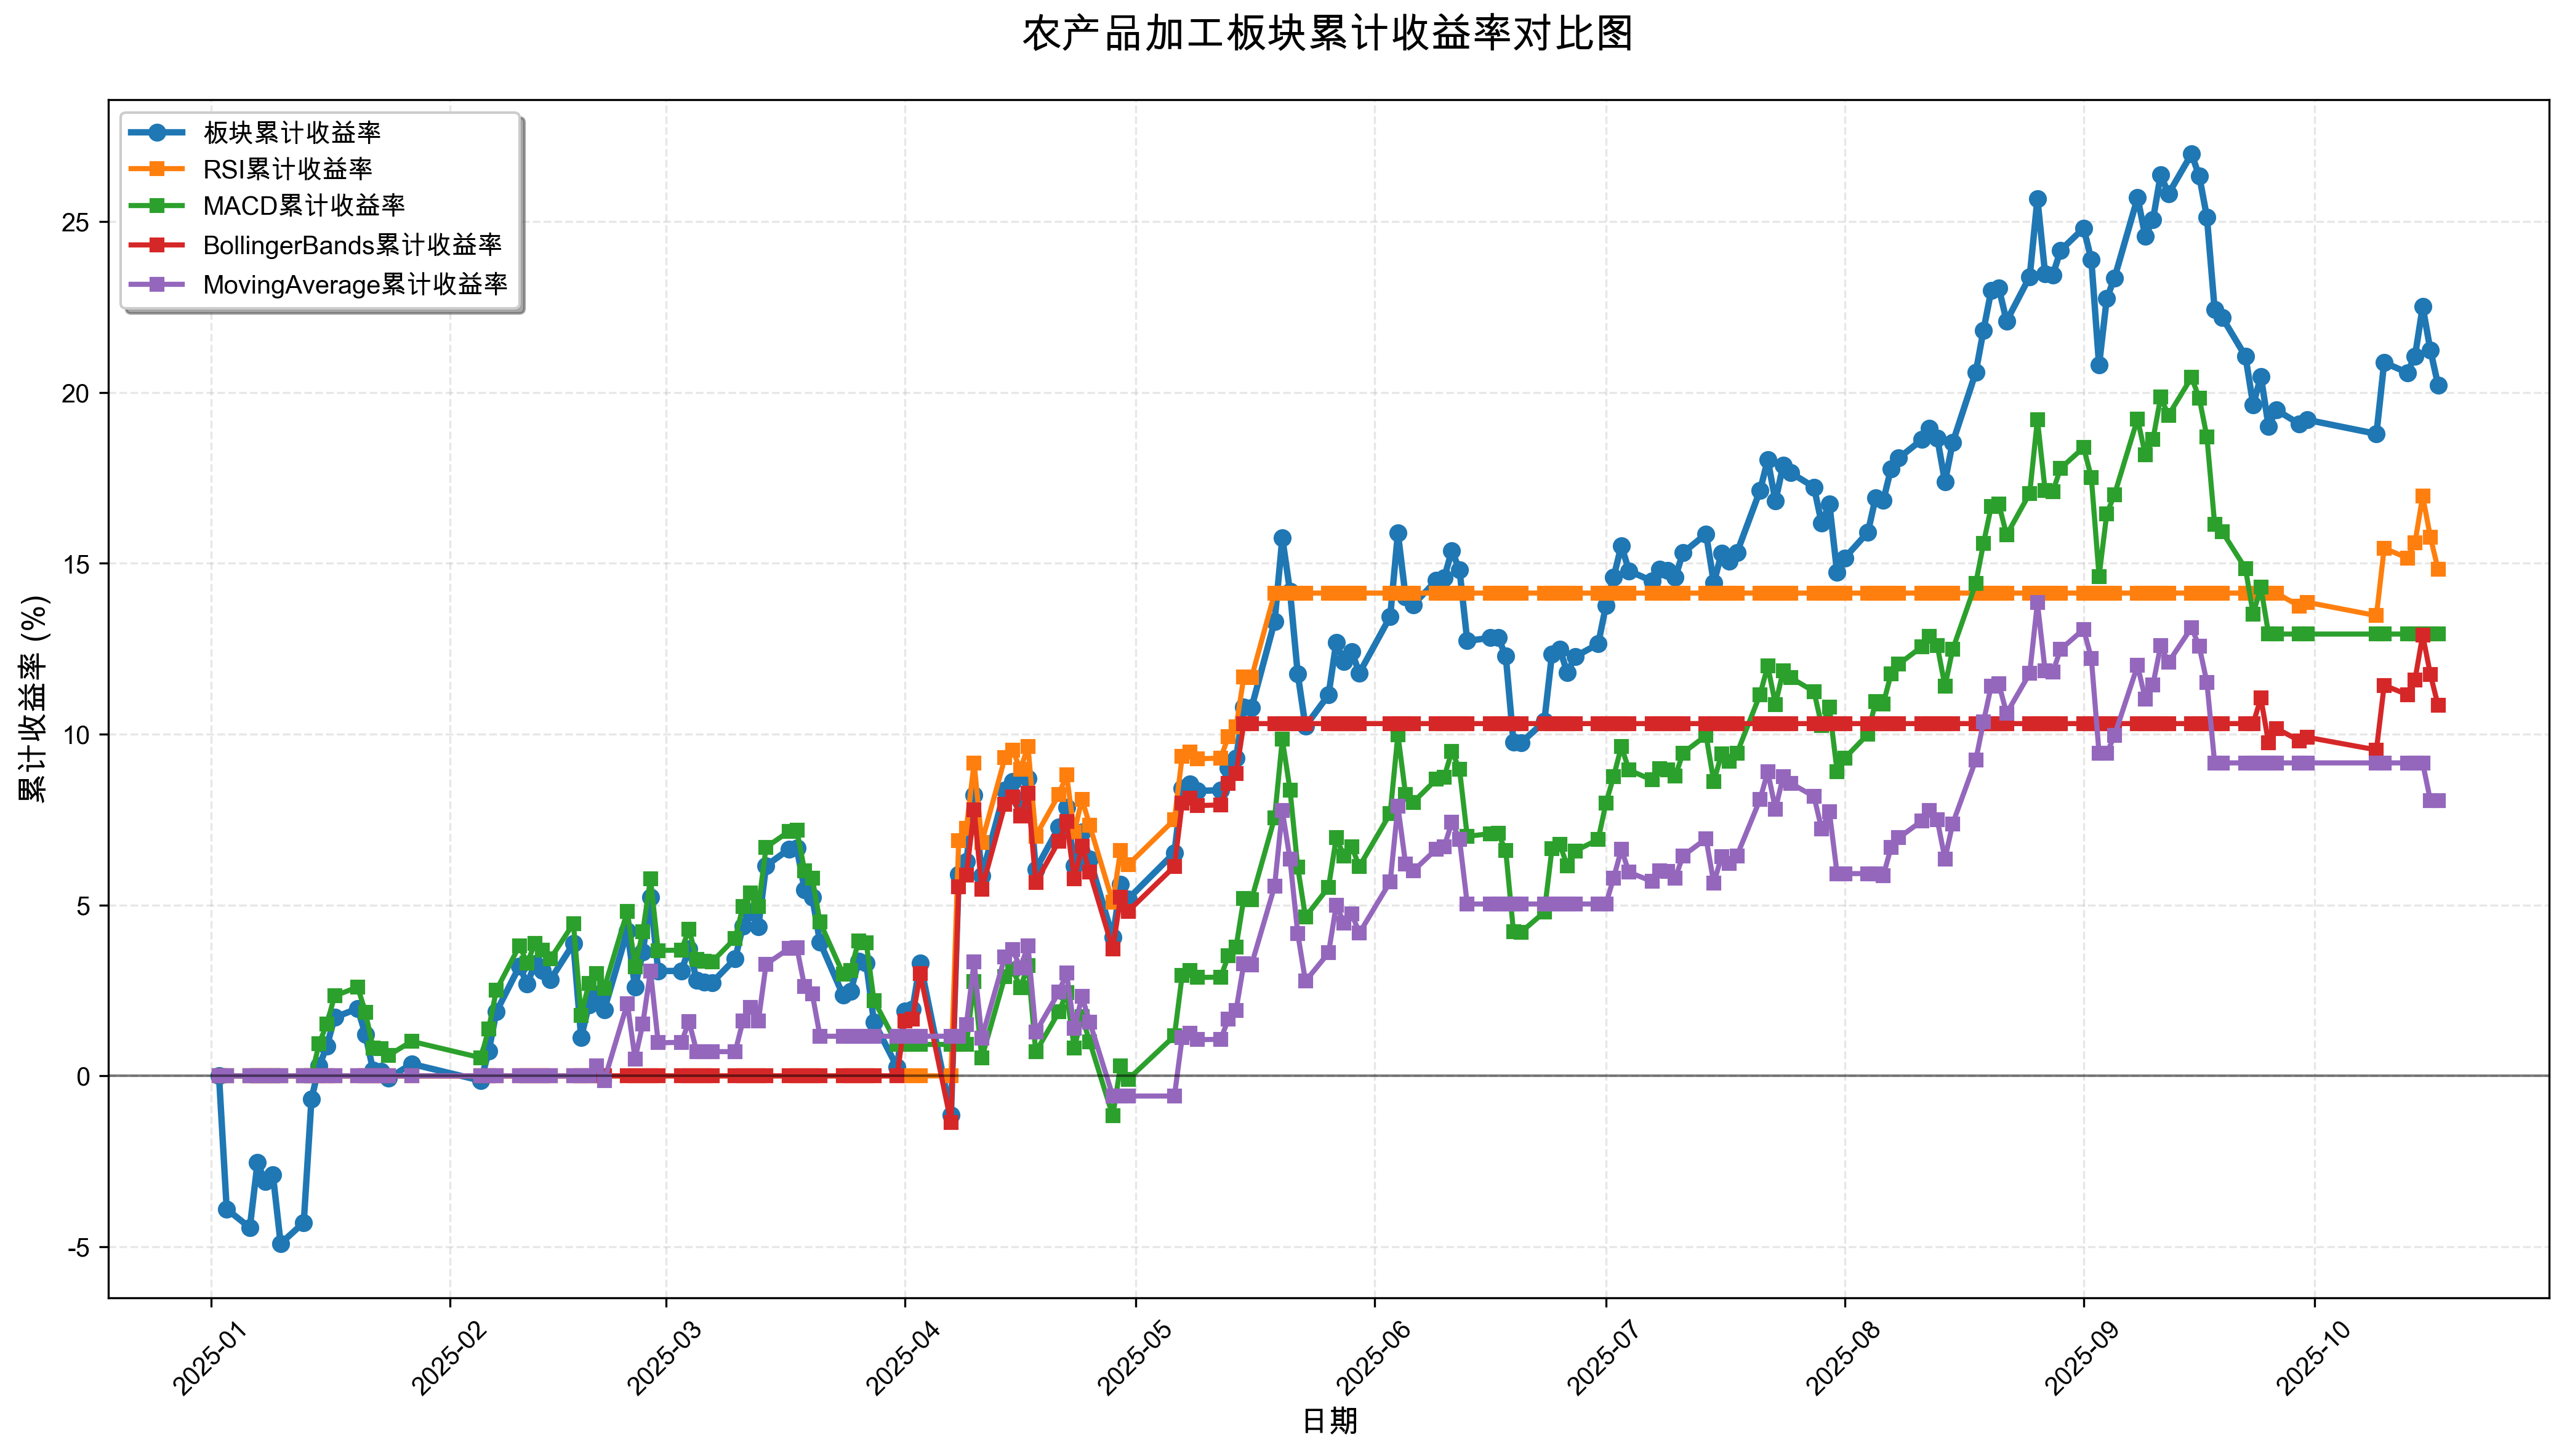 农产品加工板块累计收益率对比图
板块累计收益率
RSI累计收益率
MACD累计收益率
BollingerBands累计收益率
MovingAverage累计收益率
累计收益率 (%)
25
20
15
10
5
0
-5
2025-01
2025-02
2025-03
2025-04
2025-05
2025-06
2025-07
2025-08
2025-09
2025-10
日期